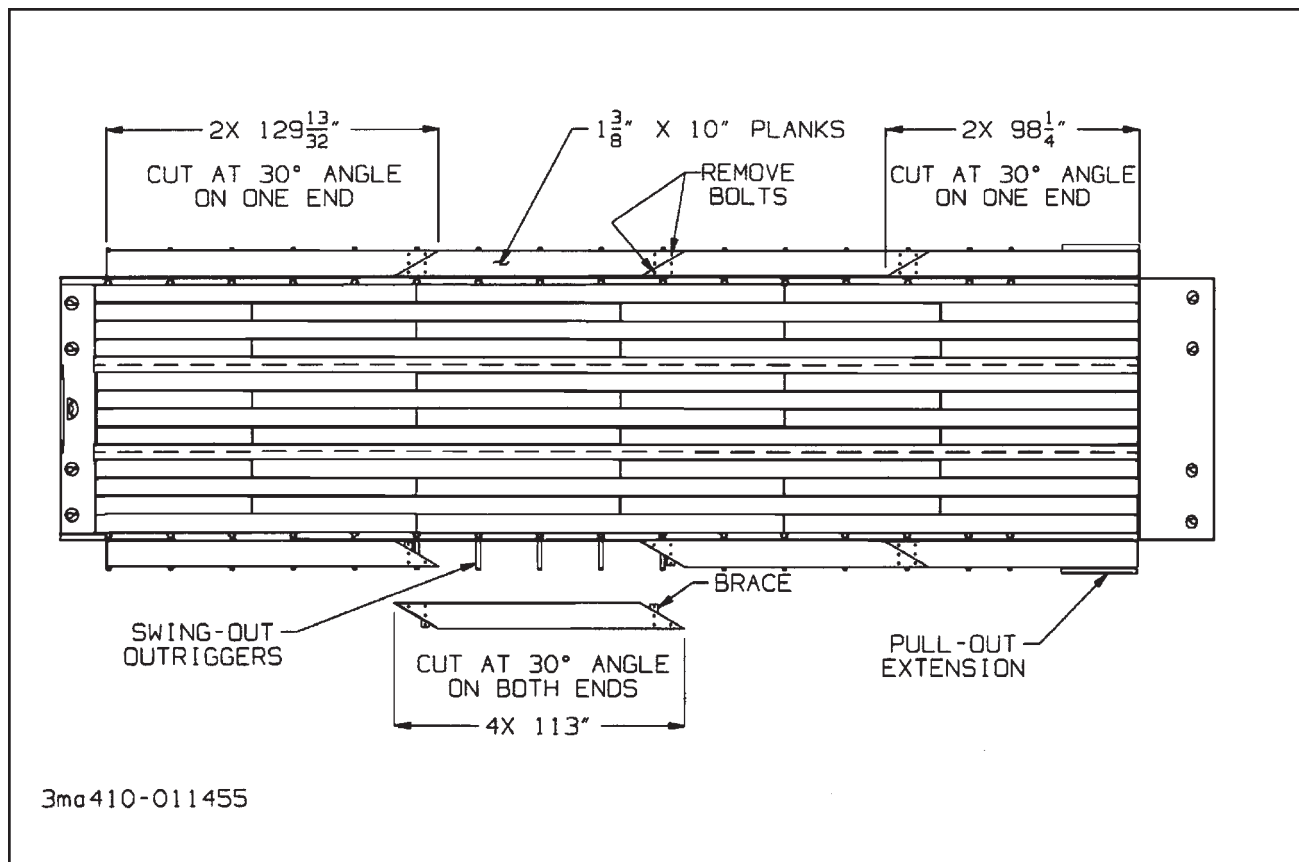 2X 129 13/32"
CUT AT 30° ANGLE
ON ONE END
1 3/8" X 10" PLANKS
REMOVE
BOLTS
2X 98 1/4"
CUT AT 30° ANGLE
ON ONE END
SWING-OUT
OUTRIGGERS
BRACE
CUT AT 30° ANGLE
ON BOTH ENDS
4X 113"
PULL-OUT
EXTENSION
3ma410-011455